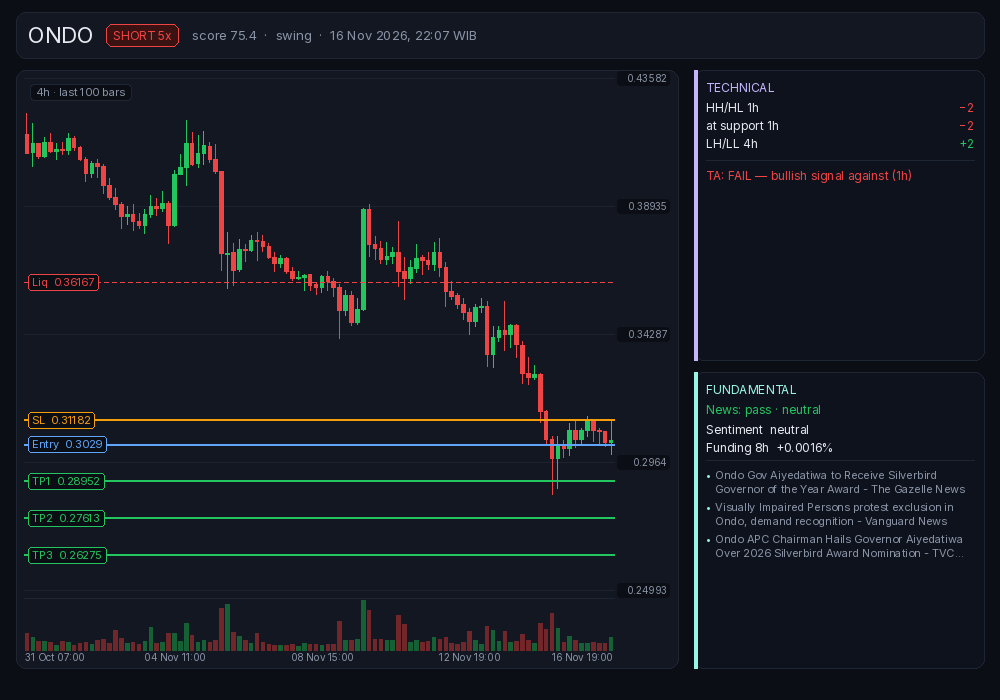 ONDO SHORT 5x score 75.4 · swing · 16 Nov 2026, 22:07 WIB
4h · last 100 bars
0.43582
0.38935
Liq 0.36167
0.34287
SL 0.31182
Entry 0.3029
0.2964
TP1 0.28952
TP2 0.27613
TP3 0.26275
0.24993
31 Oct 07:00 04 Nov 11:00 08 Nov 15:00 12 Nov 19:00 16 Nov 19:00
TECHNICAL
HH/HL 1h −2
at support 1h −2
LH/LL 4h +2
TA: FAIL — bullish signal against (1h)
FUNDAMENTAL
News: pass · neutral
Sentiment neutral
Funding 8h +0.0016%
• Ondo Gov Aiyedatiwa to Receive Silverbird
Governor of the Year Award - The Gazelle News
• Visually Impaired Persons protest exclusion in
Ondo, demand recognition - Vanguard News
• Ondo APC Chairman Hails Governor Aiyedatiwa
Over 2026 Silverbird Award Nomination - TVC…